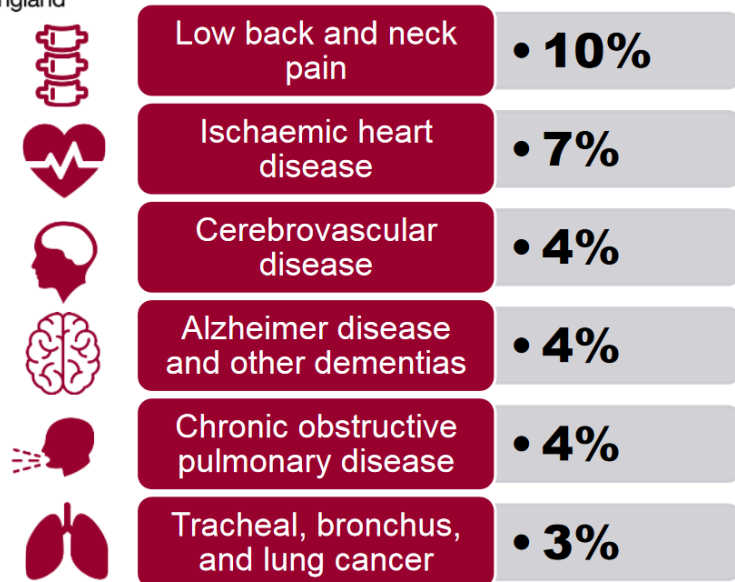 England
Low back and neck
pain
• 10%
Ischaemic heart
disease
• 7%
Cerebrovascular
disease
• 4%
Alzheimer disease
and other dementias
• 4%
Chronic obstructive
pulmonary disease
• 4%
Tracheal, bronchus,
and lung cancer
• 3%